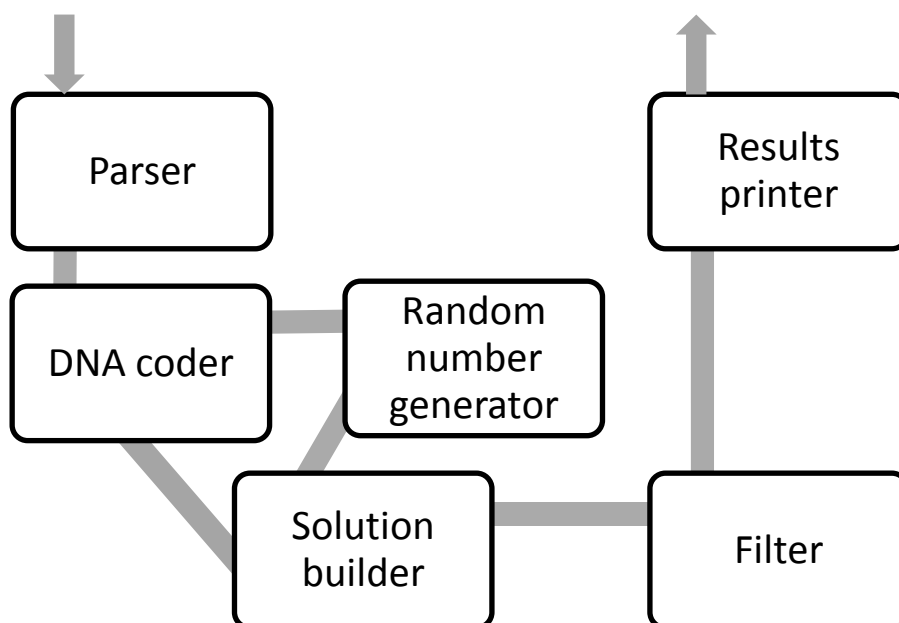 Parser
Results
printer
DNA coder
Random
number
generator
Solution
builder
Filter